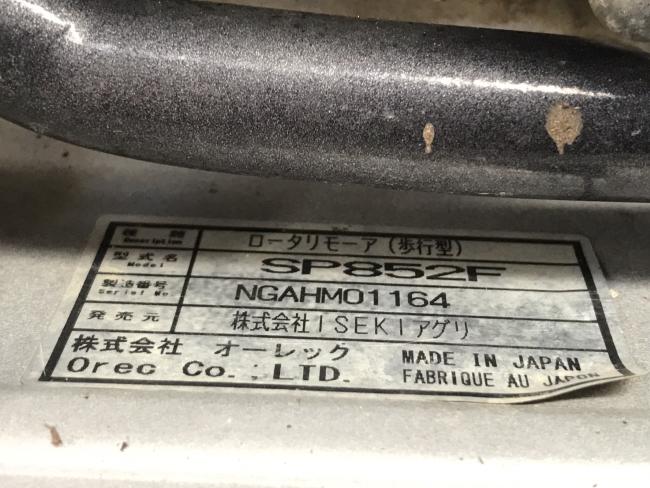 機種 ロータリモーア（歩行型）
Description
型式名 SP852F
Model
製造番号 NGAHM01164
Serial No.
発売元 株式会社ISEKIアグリ
株式会社 オーレック MADE IN JAPAN
Orec Co.,LTD. FABRIQUE AU JAPON